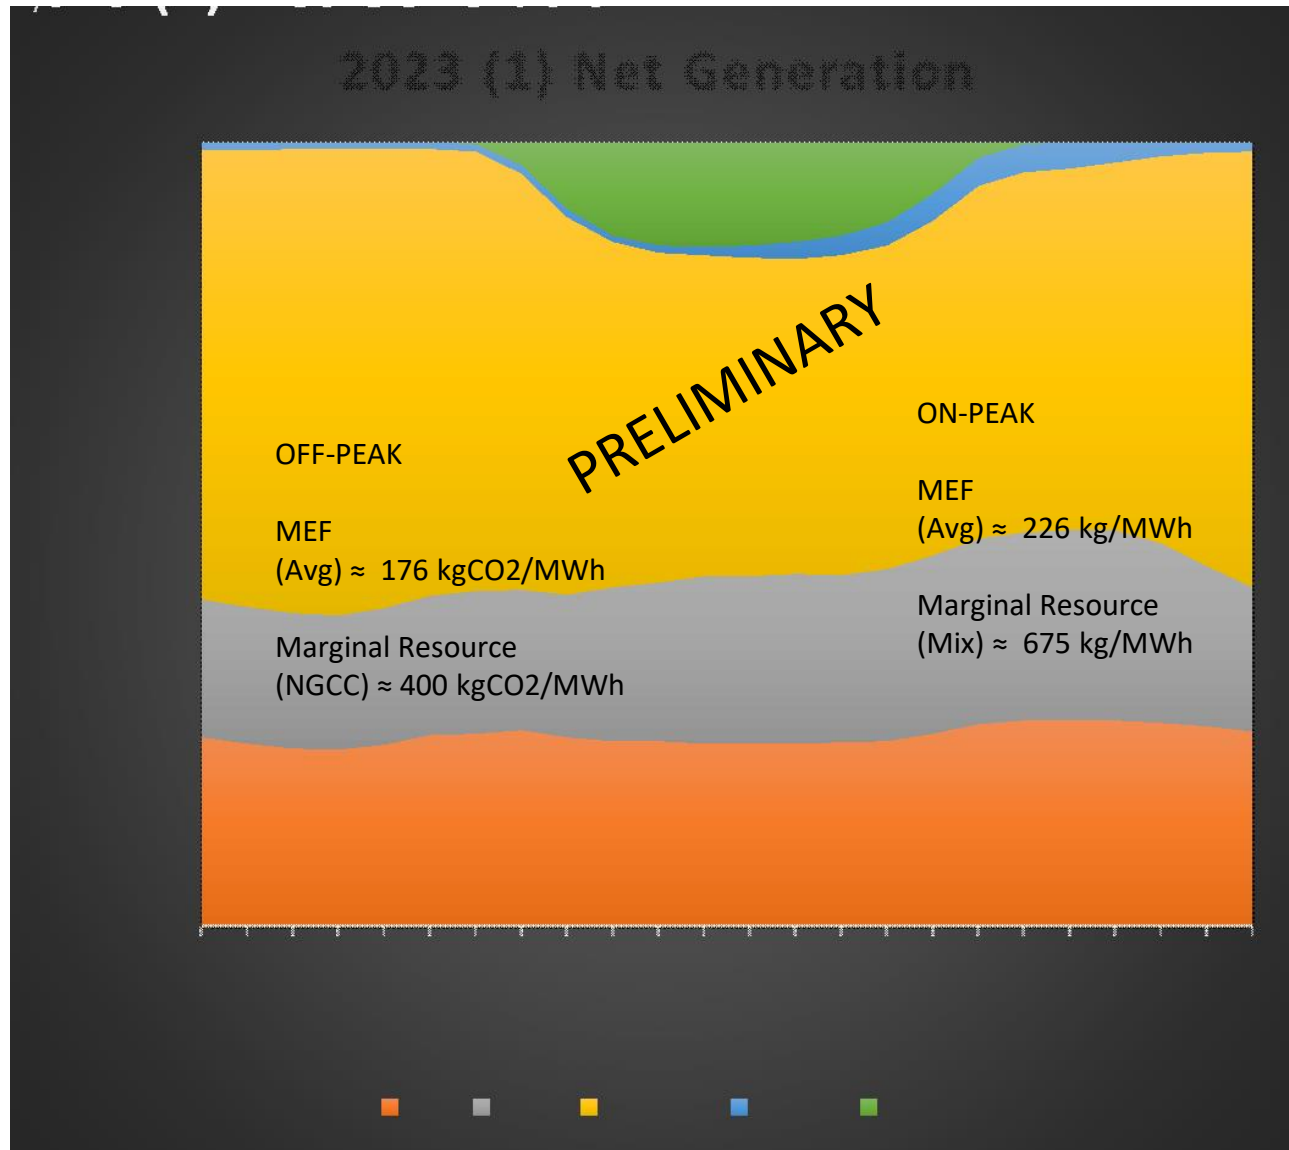 2023 (1) Net Generation
PRELIMINARY
ON-PEAK
OFF-PEAK
MEF
(Avg) ≈ 226 kg/MWh
MEF
(Avg) ≈ 176 kgCO2/MWh
Marginal Resource
(Mix) ≈ 675 kg/MWh
Marginal Resource
(NGCC) ≈ 400 kgCO2/MWh